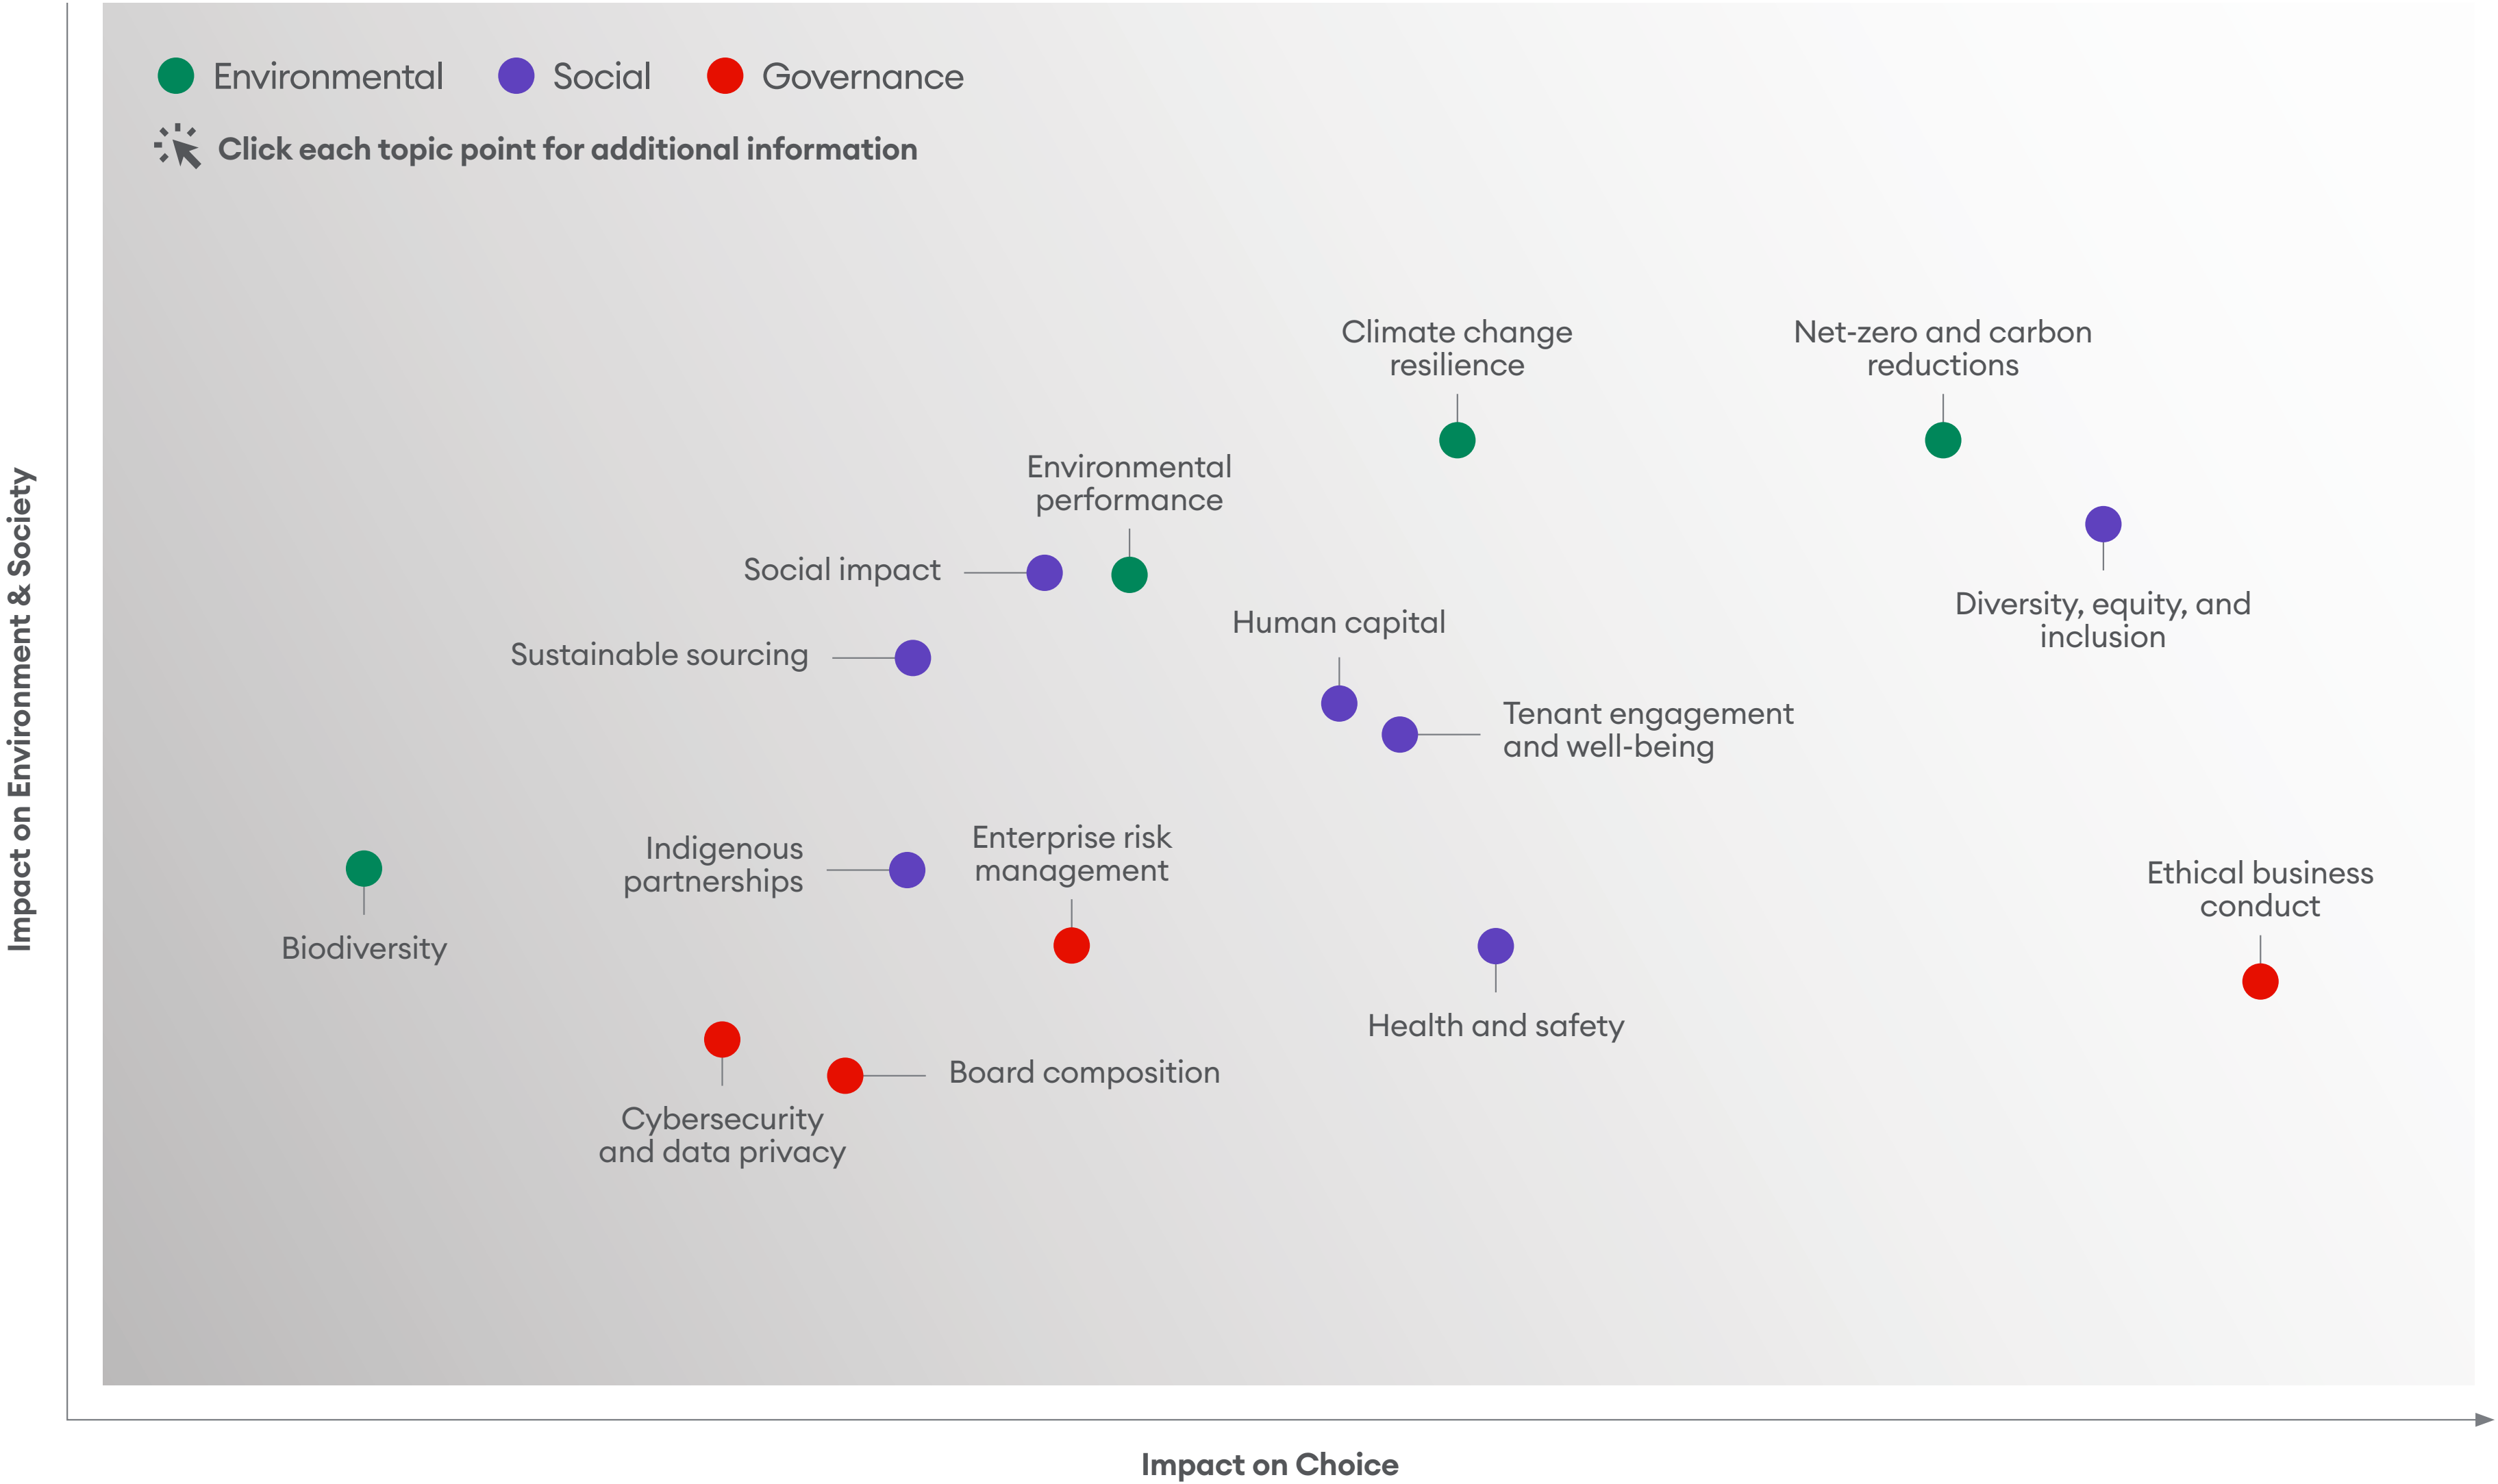 Environmental
Social
Governance
Click each topic point for additional information
Impact on Environment & Society
Climate change
resilience
Net-zero and carbon
reductions
Environmental
performance
Social impact
Diversity, equity, and
inclusion
Human capital
Sustainable sourcing
Tenant engagement
and well-being
Indigenous
partnerships
Enterprise risk
management
Biodiversity
Ethical business
conduct
Health and safety
Board composition
Cybersecurity
and data privacy
Impact on Choice